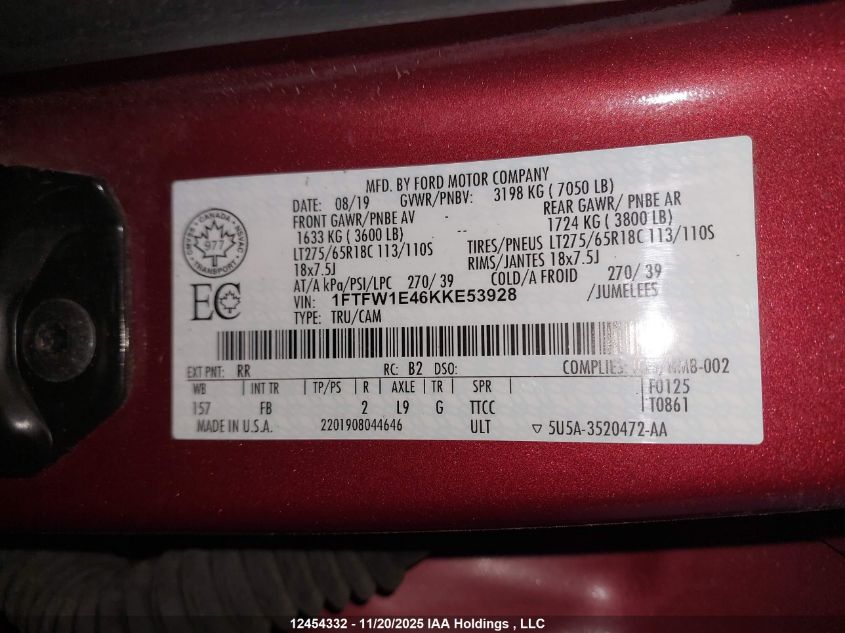 MFD. BY FORD MOTOR COMPANY
DATE: 08/19 GVWR/PNBV: 3198 KG ( 7050 LB)
FRONT GAWR/PNBE AV REAR GAWR/ PNBE AR
1633 KG ( 3600 LB) -- 1724 KG ( 3800 LB)
LT275/65R18C 113/110S TIRES/PNEUS LT275/65R18C 113/110S
18x7.5J RIMS/JANTES 18x7.5J
AT/A kPa/PSI/LPC 270/ 39 COLD/A FROID 270/ 39
VIN: 1FTFW1E46KKE53928 /JUMELEES
TYPE: TRU/CAM
CANADA
977
TRANSPORT
EC
EXT PNT: RR RC: B2 DSO: COMPLIES: -002
WB INT TR TP/PS R AXLE TR SPR F0125
157 FB 2 L9 G TTCC T0861
MADE IN U.S.A. 2201908044646 ULT ▽ 5U5A-3520472-AA
12454332 - 11/20/2025 IAA Holdings , LLC